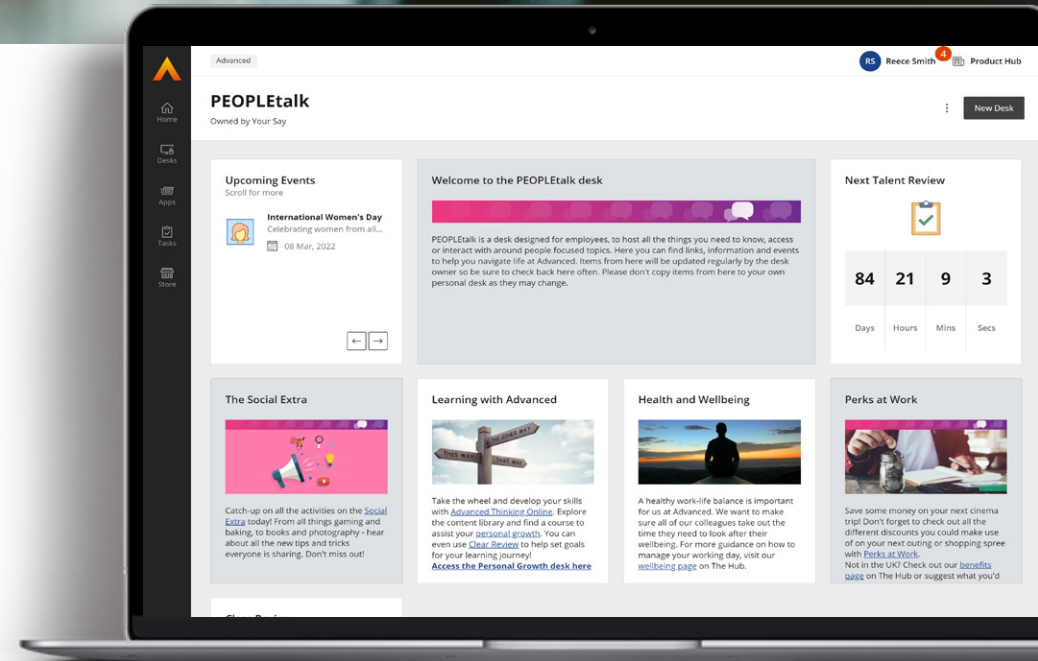 Advanced
RS Reece Smith 4 Product Hub
PEOPLEtalk
Owned by Your Say
New Desk
Home
Desks
Apps
Tasks
Store
Upcoming Events
Scroll for more
International Women's Day
Celebrating women from all...
08 Mar, 2022
← →
Welcome to the PEOPLEtalk desk
PEOPLEtalk is a desk designed for employees, to host all the things you need to know, access
or interact with around people focused topics. Here you can find links, information and events
to help you navigate life at Advanced. Items from here will be updated regularly by the desk
owner so be sure to check back here often. Please don't copy items from here to your own
personal desk as they may change.
Next Talent Review
84 21 9 3
Days Hours Mins Secs
The Social Extra
Catch-up on all the activities on the Social
Extra today! From all things gaming and
baking, to books and photography - hear
about all the new tips and tricks
everyone is sharing. Don't miss out!
Learning with Advanced
THE OTHER WAY
THIS WAY
THAT WAY
Take the wheel and develop your skills
with Advanced Thinking Online. Explore
the content library and find a course to
assist your personal growth. You can
even use Clear Review to help set goals
for your learning journey!
Access the Personal Growth desk here
Health and Wellbeing
A healthy work-life balance is important
for us at Advanced. We want to make
sure all of our colleagues take out the
time they need to look after their
wellbeing. For more guidance on how to
manage your working day, visit our
wellbeing page on The Hub.
Perks at Work
Save some money on your next cinema
trip! Don't forget to check out all the
different discounts you could make use
of on your next outing or shopping spree
with Perks at Work.
Not in the UK? Check out our benefits
page on The Hub or suggest what you'd